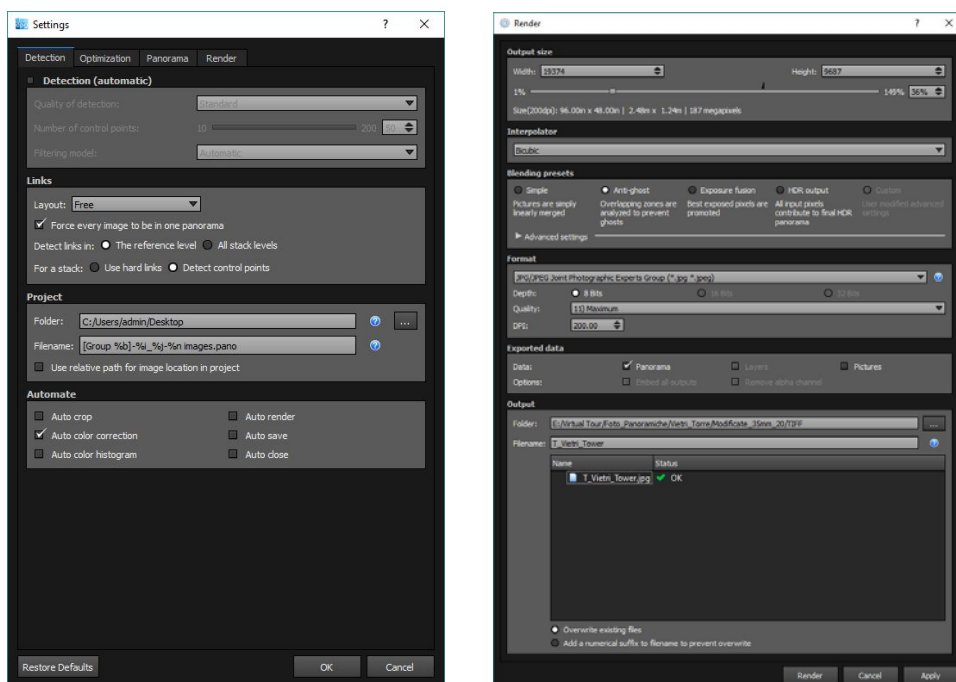 Settings
Detection Optimization Panorama Render
Detection (automatic)
Quality of detection: Standard
Number of control points: 10 200 50
Filtering model: Automatic
Links
Layout: Free
Force every image to be in one panorama
Detect links in: The reference level All stack levels
For a stack: Use hard links Detect control points
Project
Folder: C:/Users/admin/Desktop ...
Filename: [Group %b]-%i_%j-%n images.pano
Use relative path for image location in project
Automate
Auto crop Auto render
Auto color correction Auto save
Auto color histogram Auto close
Restore Defaults OK Cancel
Render
Output size
Width: 19374 Height: 9687
1% 149% 36%
Size(200dpi): 96.00in x 48.00in | 2.48m x 1.24m | 187 megapixels
Interpolator
Bicubic
Blending presets
Simple Anti-ghost Exposure fusion HDR output Custom
Pictures are simply Overlapping zones are Best exposed pixels are All input pixels User modified advanced
linearly merged analyzed to prevent promoted contribute to final HDR settings
ghosts panorama
Advanced settings
Format
JPG/JPEG Joint Photographic Experts Group (*.jpg *.jpeg)
Depth: 8 Bits 16 Bits 32 Bits
Quality: 11) Maximum
DPI: 200.00
Exported data
Data: Panorama Layers Pictures
Options: Embed all outputs Remove alpha channel
Output
Folder: E:/Virtual Tour/Foto_Panoramiche/Vietri_Torre/Modificate_35mm_20/TIFF ...
Filename: T_Vietri_Tower
Name Status
T_Vietri_Tower.jpg OK
Overwrite existing files
Add a numerical suffix to filename to prevent overwrite
Render Cancel Apply